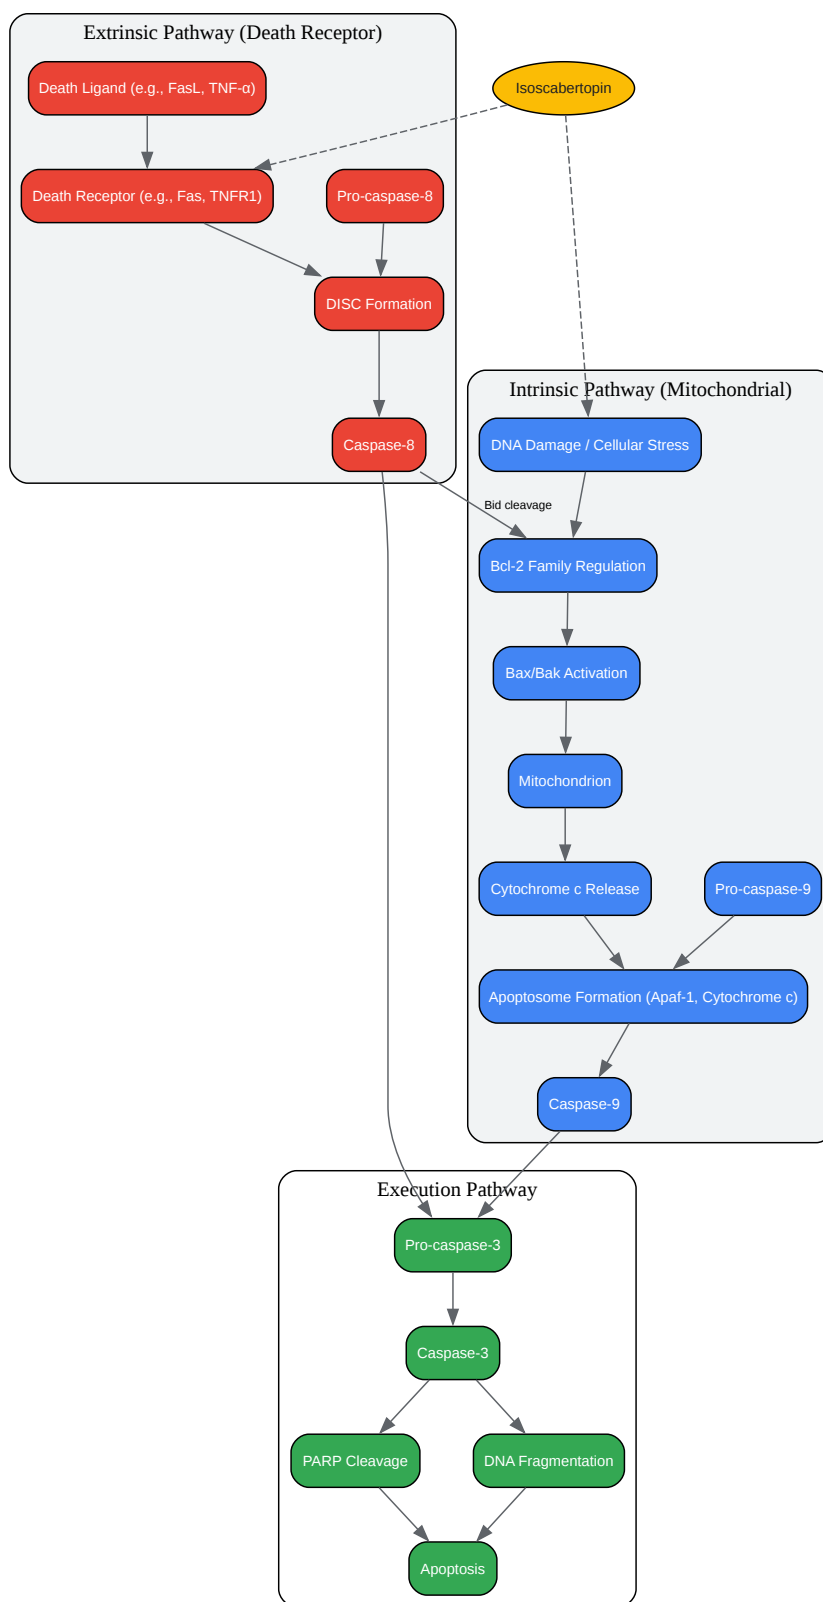 Extrinsic Pathway (Death Receptor)
Death Ligand (e.g., FasL, TNF-α)
Isoscabertopin
Death Receptor (e.g., Fas, TNFR1)
Pro-caspase-8
DISC Formation
Intrinsic Pathway (Mitochondrial)
Caspase-8
DNA Damage / Cellular Stress
Bid cleavage
Bcl-2 Family Regulation
Bax/Bak Activation
Mitochondrion
Cytochrome c Release
Pro-caspase-9
Apoptosome Formation (Apaf-1, Cytochrome c)
Caspase-9
Execution Pathway
Pro-caspase-3
Caspase-3
PARP Cleavage
DNA Fragmentation
Apoptosis